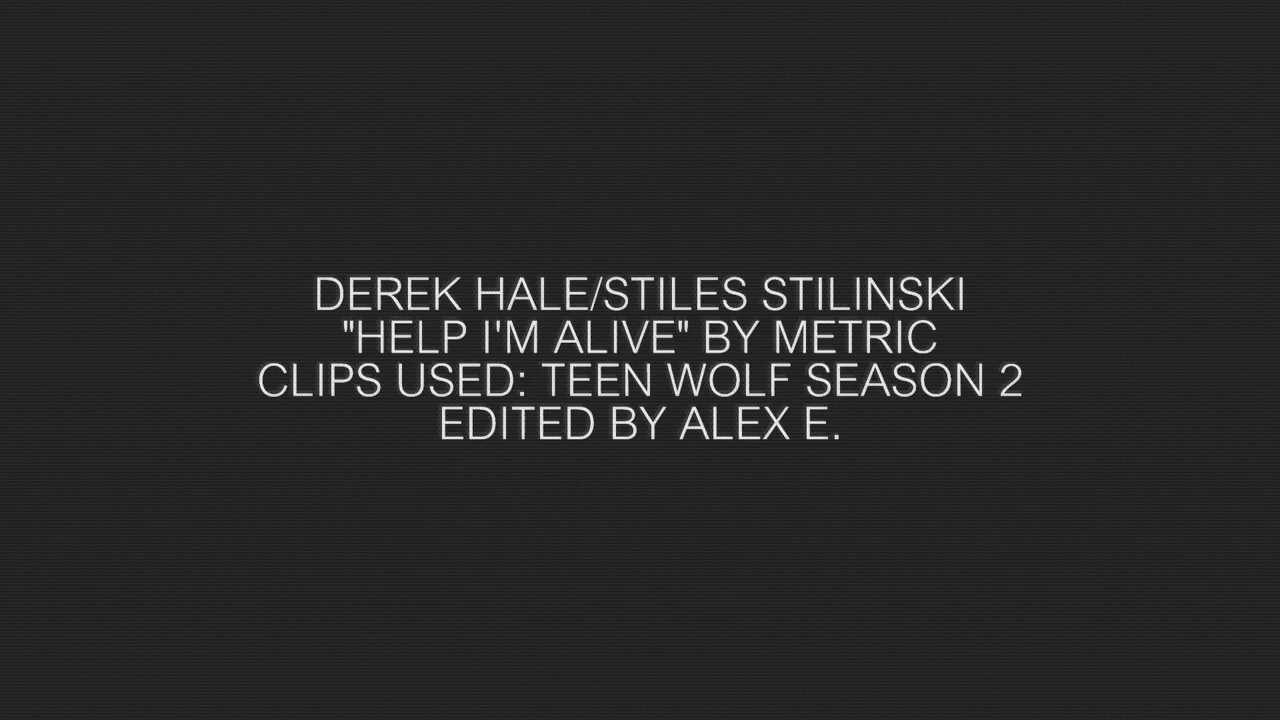 DEREK HALE/STILES STILINSKI
"HELP I'M ALIVE" BY METRIC
CLIPS USED: TEEN WOLF SEASON 2
EDITED BY ALEX E.